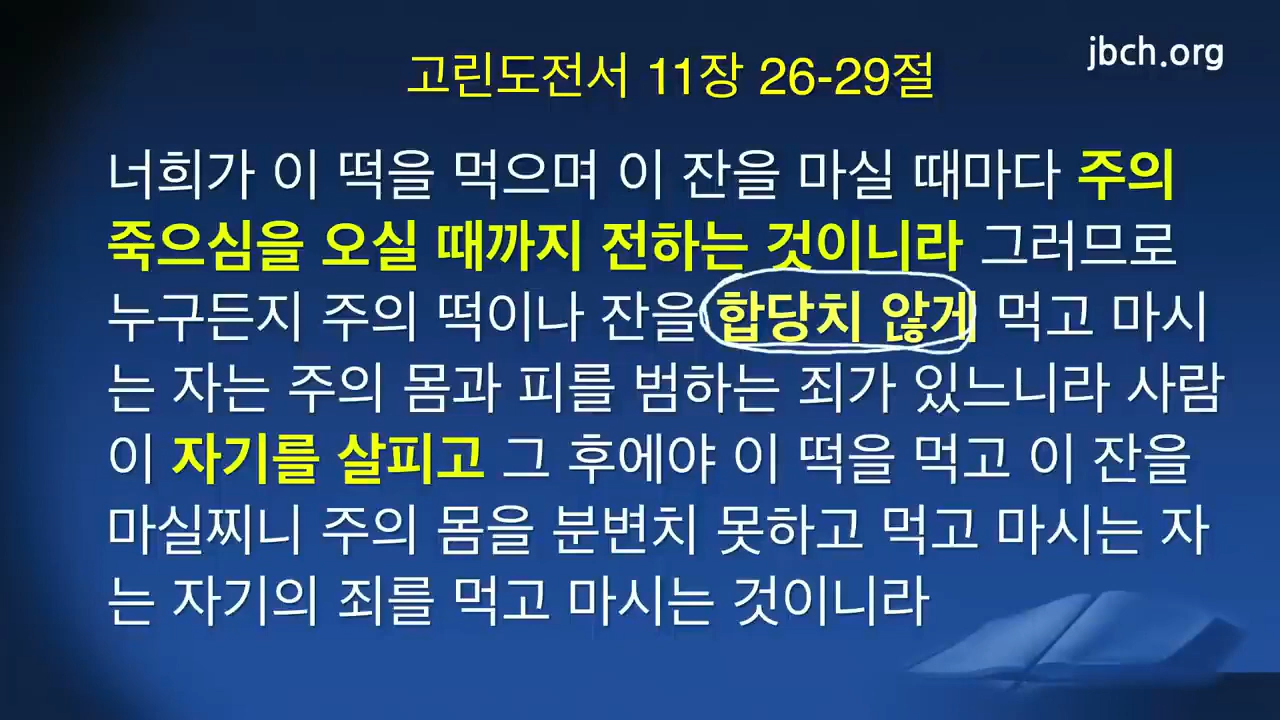 jbch.org
고린도전서 11장 26-29절
너희가 이 떡을 먹으며 이 잔을 마실 때마다 주의
죽으심을 오실 때까지 전하는 것이니라 그러므로
누구든지 주의 떡이나 잔을 합당치 않게 먹고 마시
는 자는 주의 몸과 피를 범하는 죄가 있느니라 사람
이 자기를 살피고 그 후에야 이 떡을 먹고 이 잔을
마실찌니 주의 몸을 분변치 못하고 먹고 마시는 자
는 자기의 죄를 먹고 마시는 것이니라